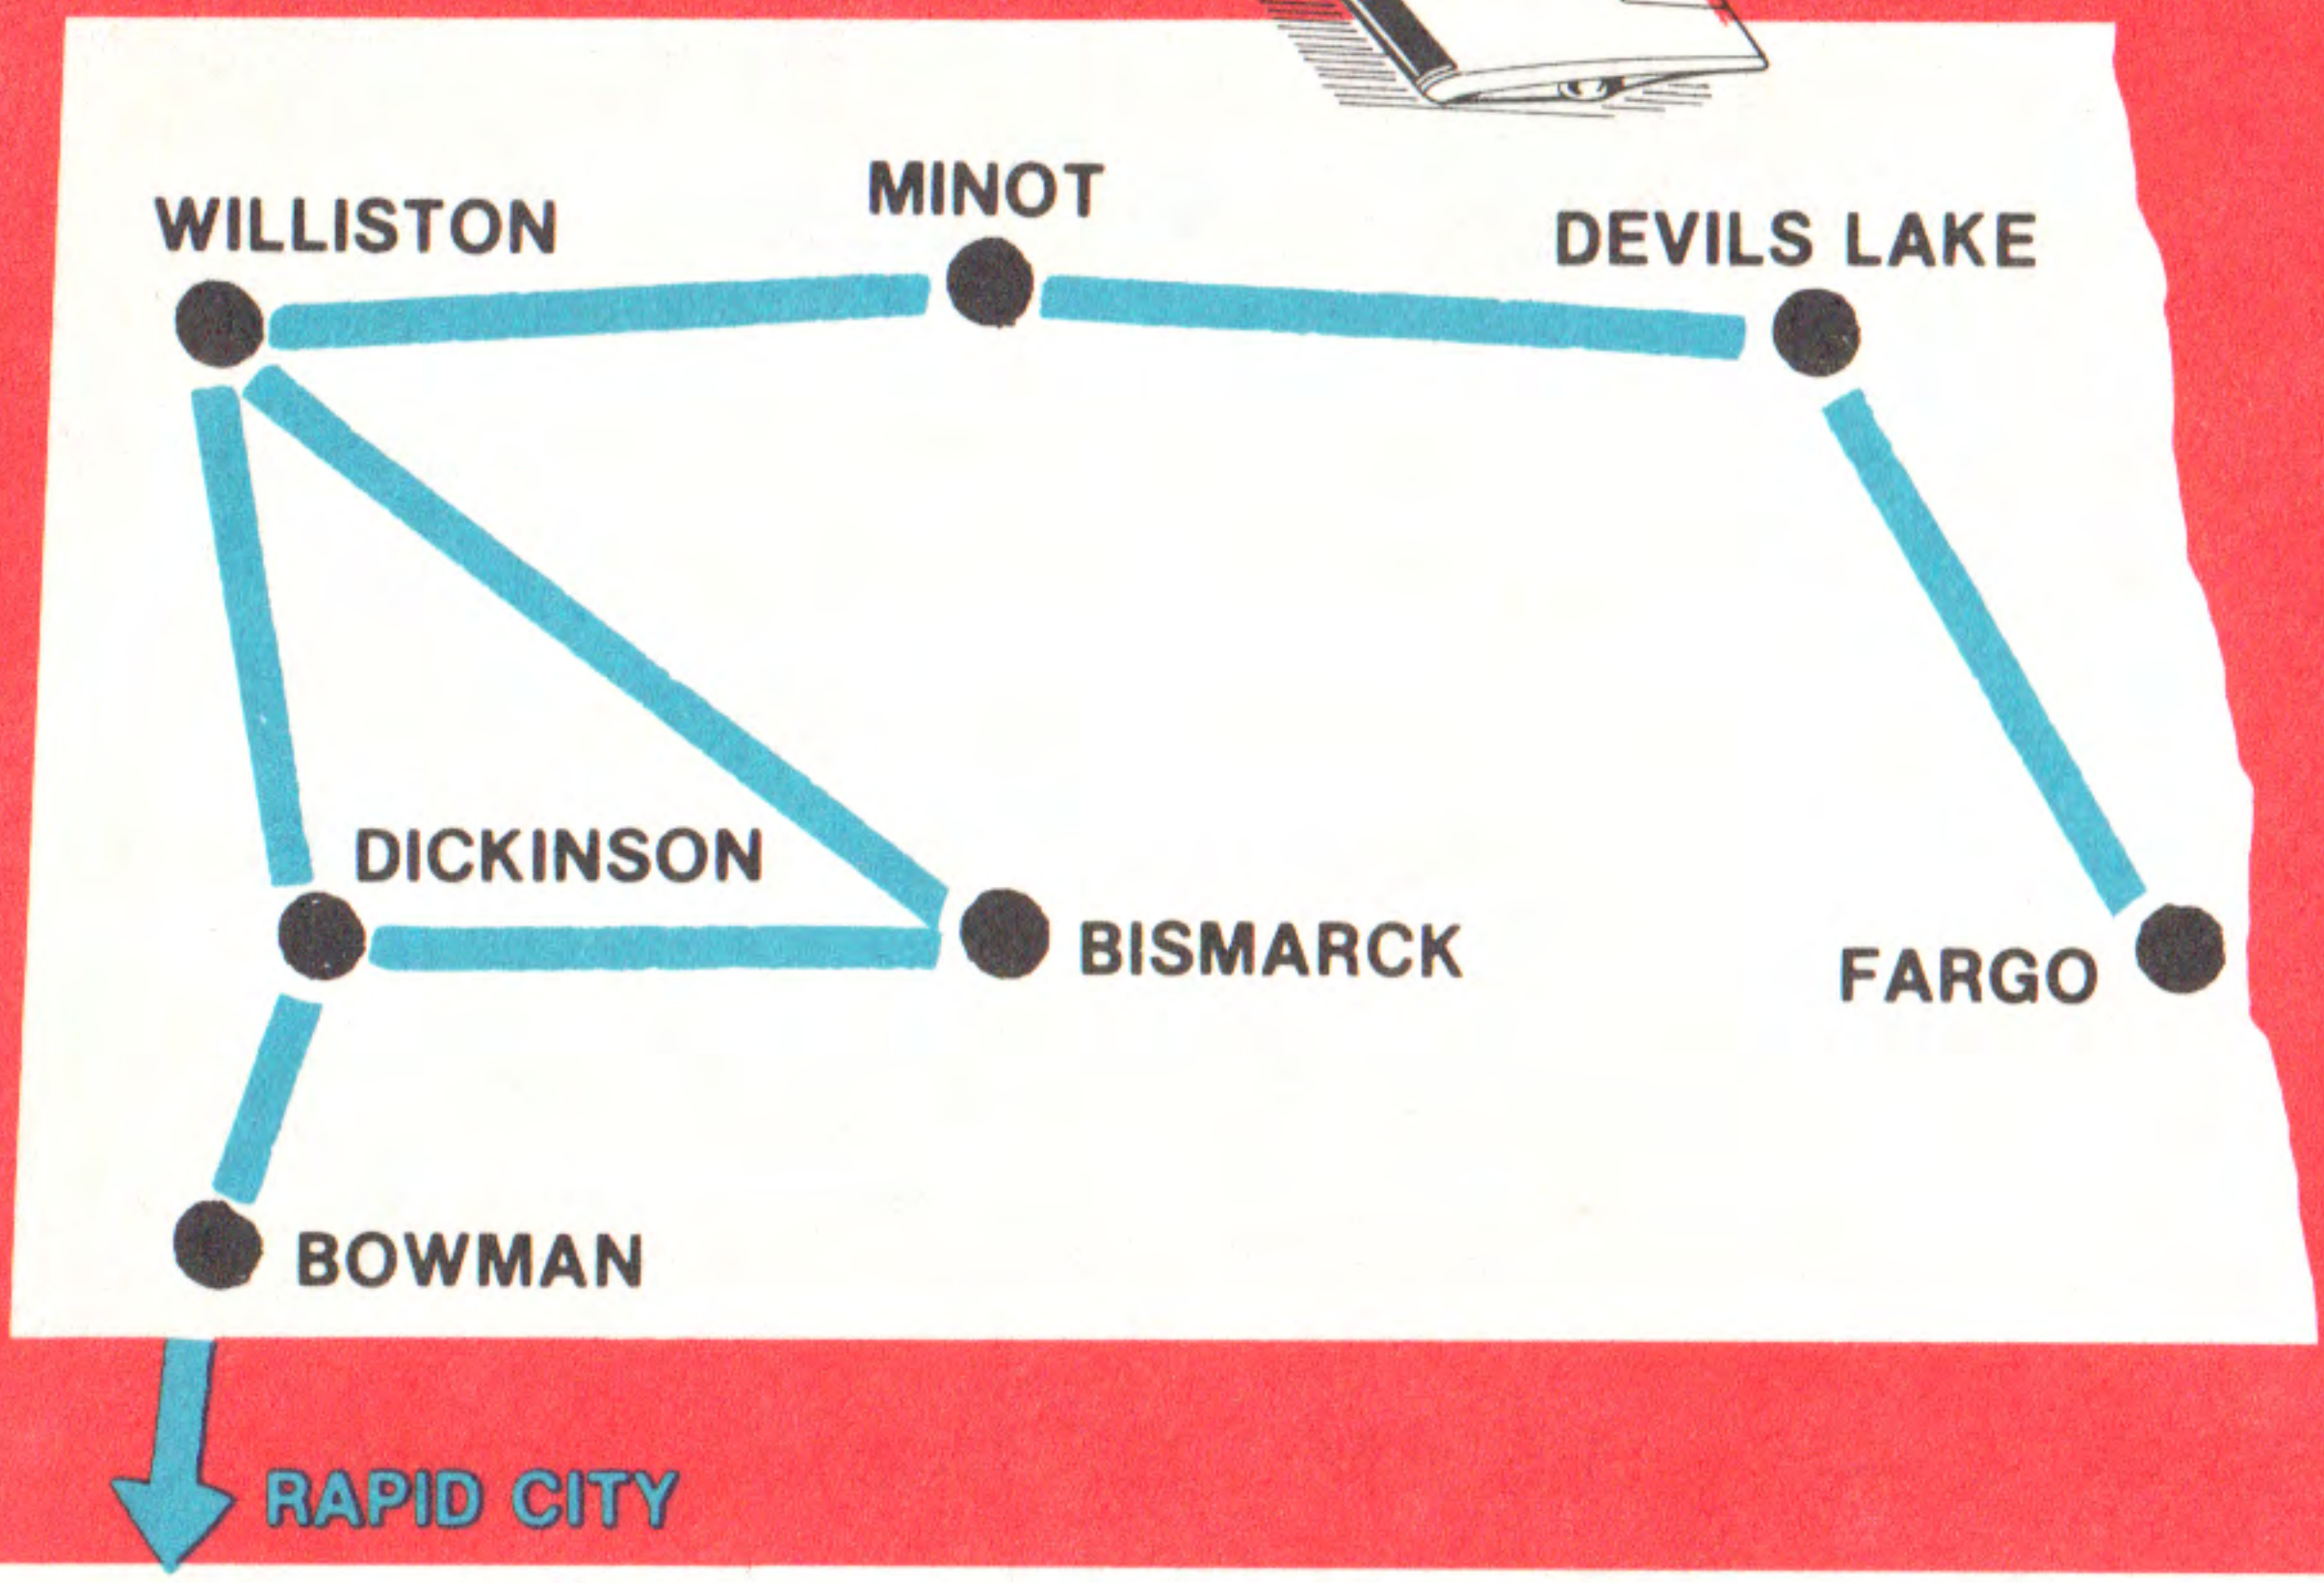 MINOT
WILLISTON
DEVILS LAKE
DICKINSON
BISMARCK
FARGO
BOWMAN
RAPID CITY